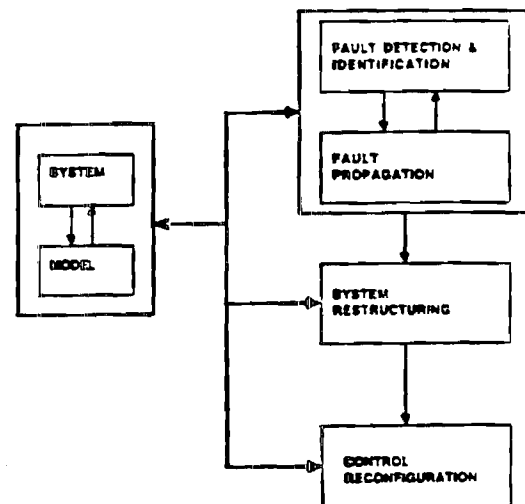 FAULT DETECTION &
IDENTIFICATION
SYSTEM
FAULT
PROPAGATION
MODEL
SYSTEM
RESTRUCTURING
CONTROL
RECONFIGURATION